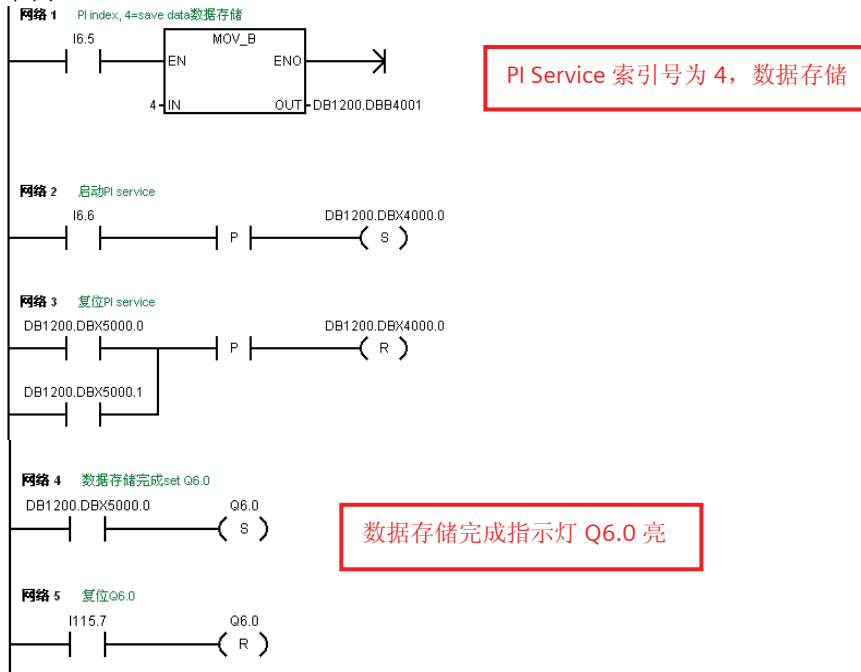 网络 1 PI index, 4=save data数据存储
I6.5
MOV_B
EN ENO
4 IN OUT DB1200.DBB4001
PI Service 索引号为 4，数据存储
网络 2 启动PI service
I6.6 DB1200.DBX4000.0
P S
网络 3 复位PI service
DB1200.DBX5000.0 DB1200.DBX4000.0
P R
DB1200.DBX5000.1
网络 4 数据存储完成set Q6.0
DB1200.DBX5000.0 Q6.0
S
数据存储完成指示灯 Q6.0 亮
网络 5 复位Q6.0
I115.7 Q6.0
R